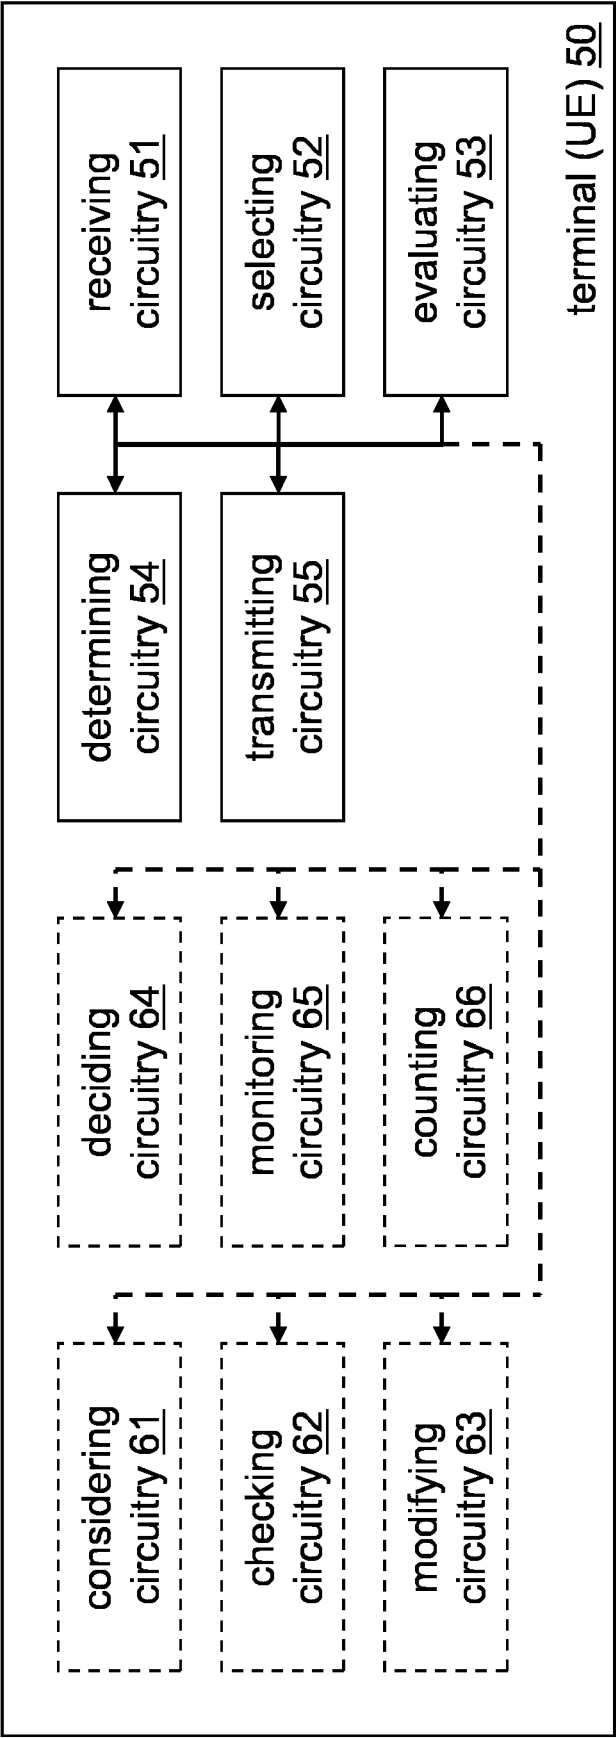 considering
circuitry 61
deciding
circuitry 64
determining
circuitry 54
receiving
circuitry 51
checking
circuitry 62
monitoring
circuitry 65
transmitting
circuitry 55
selecting
circuitry 52
modifying
circuitry 63
counting
circuitry 66
evaluating
circuitry 53
terminal (UE) 50